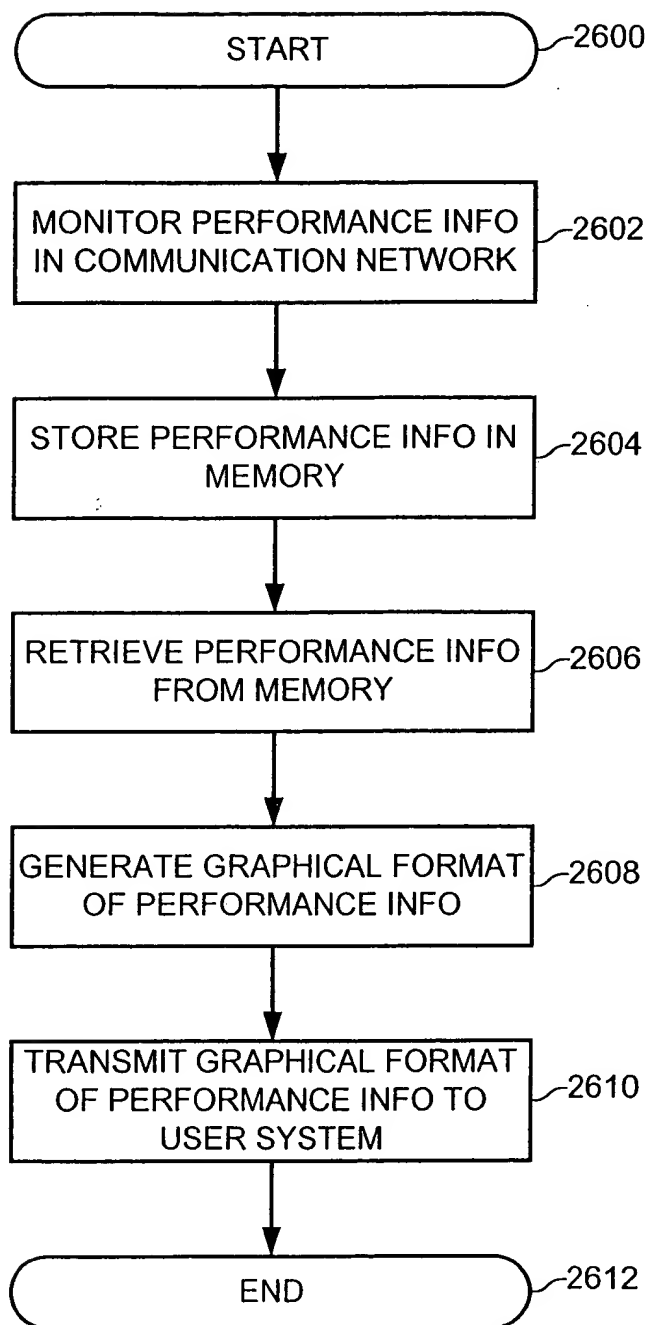 START
2600
MONITOR PERFORMANCE INFO
IN COMMUNICATION NETWORK
2602
STORE PERFORMANCE INFO IN
MEMORY
2604
RETRIEVE PERFORMANCE INFO
FROM MEMORY
2606
GENERATE GRAPHICAL FORMAT
OF PERFORMANCE INFO
2608
TRANSMIT GRAPHICAL FORMAT
OF PERFORMANCE INFO TO
USER SYSTEM
2610
END
2612